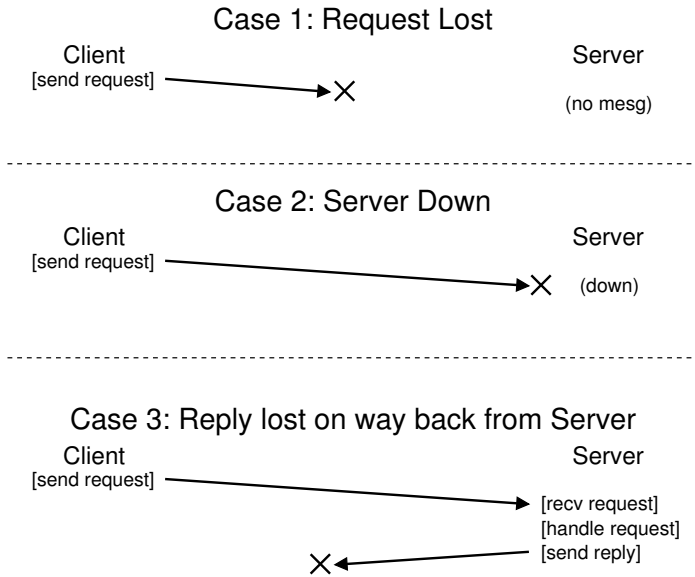 Case 1: Request Lost
Client Server
[send request]
(no mesg)
Case 2: Server Down
Client Server
[send request]
(down)
Case 3: Reply lost on way back from Server
Client Server
[send request]
[recv request]
[handle request]
[send reply]